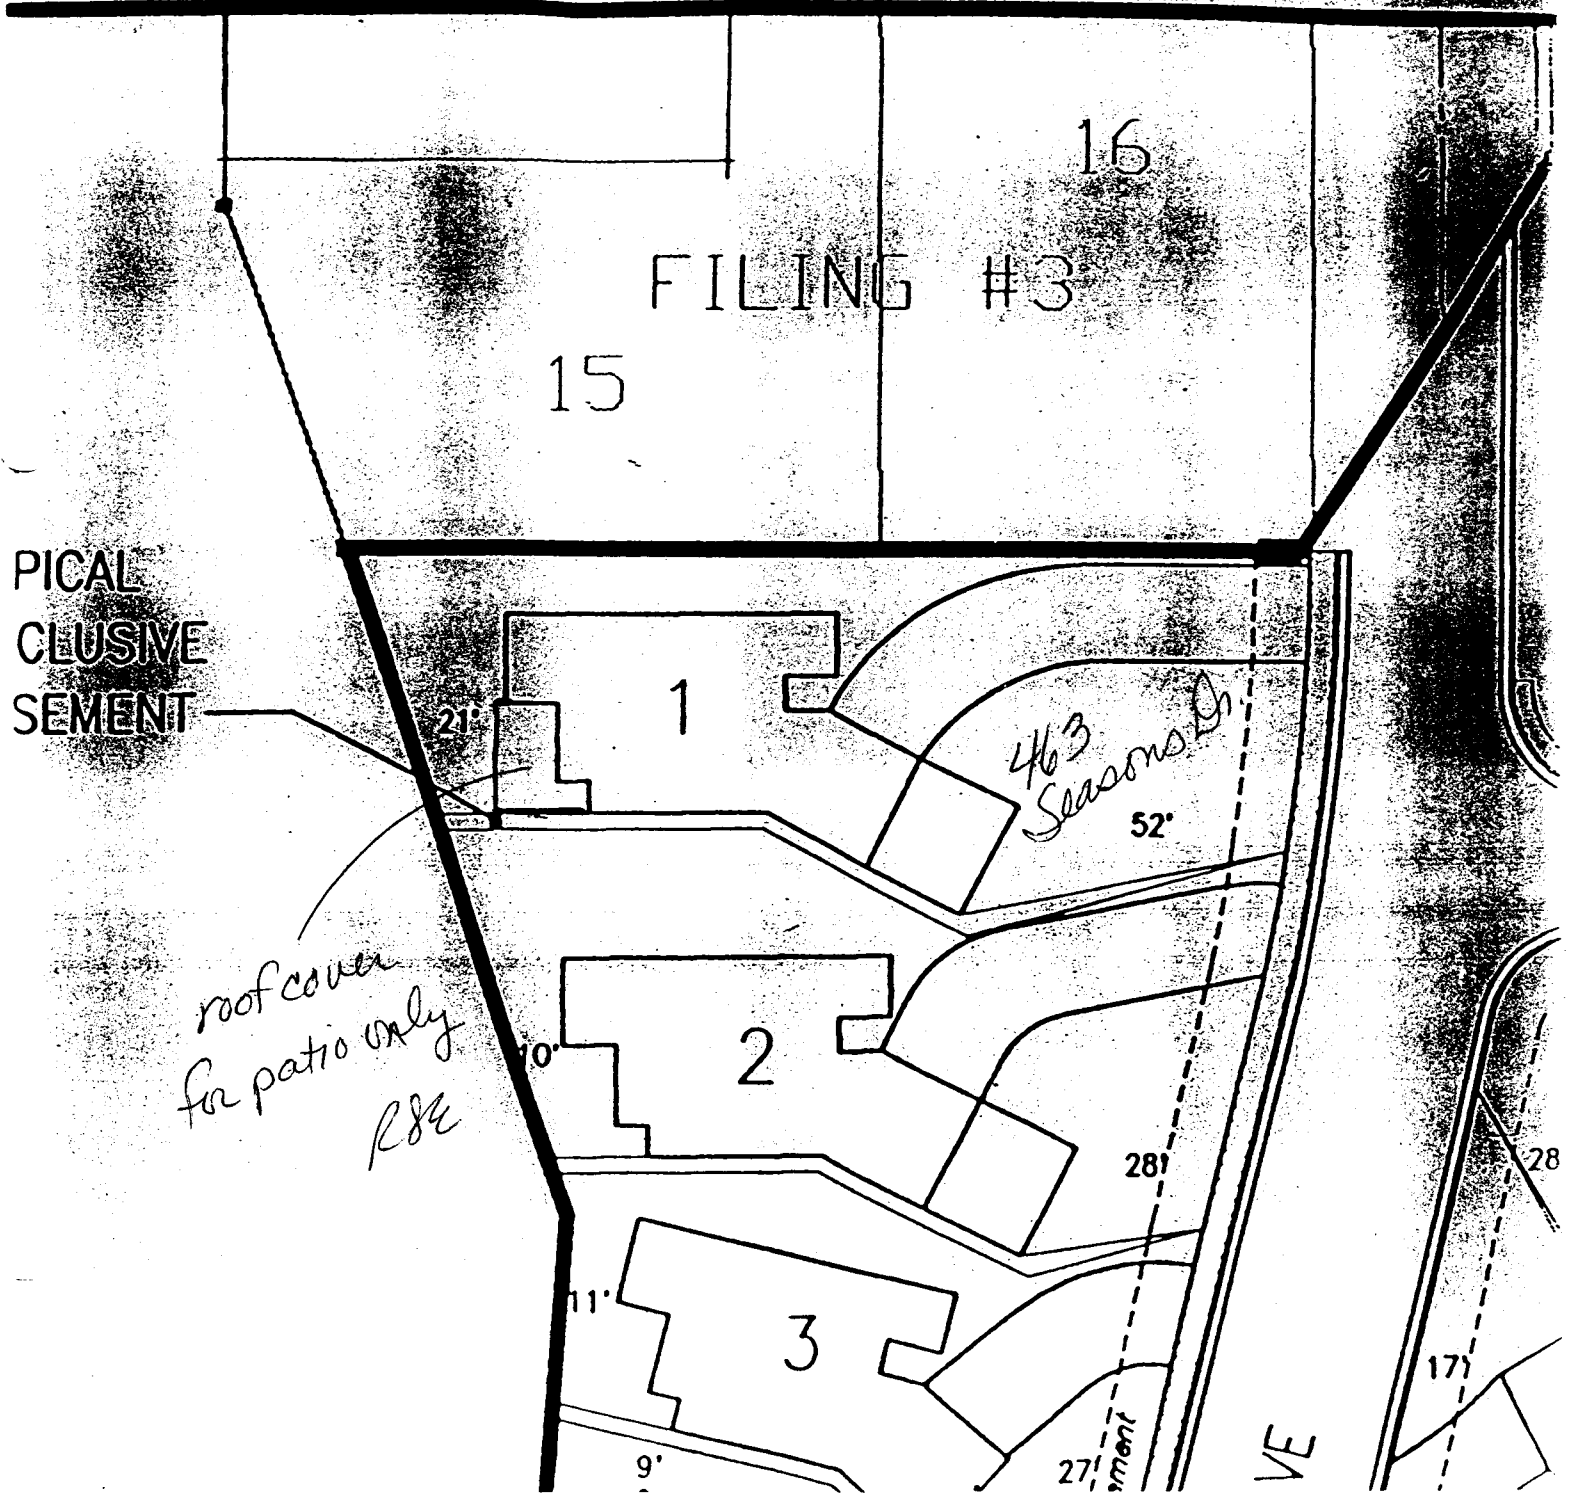 16
FILING #3
15
PICAL
CLUSIVE
SEMENT
21'
1
463
Seasons Dr.
52'
roof cover
for patio only
10'
2
28'
28
11'
3
17'
9'
27'
ement
VE